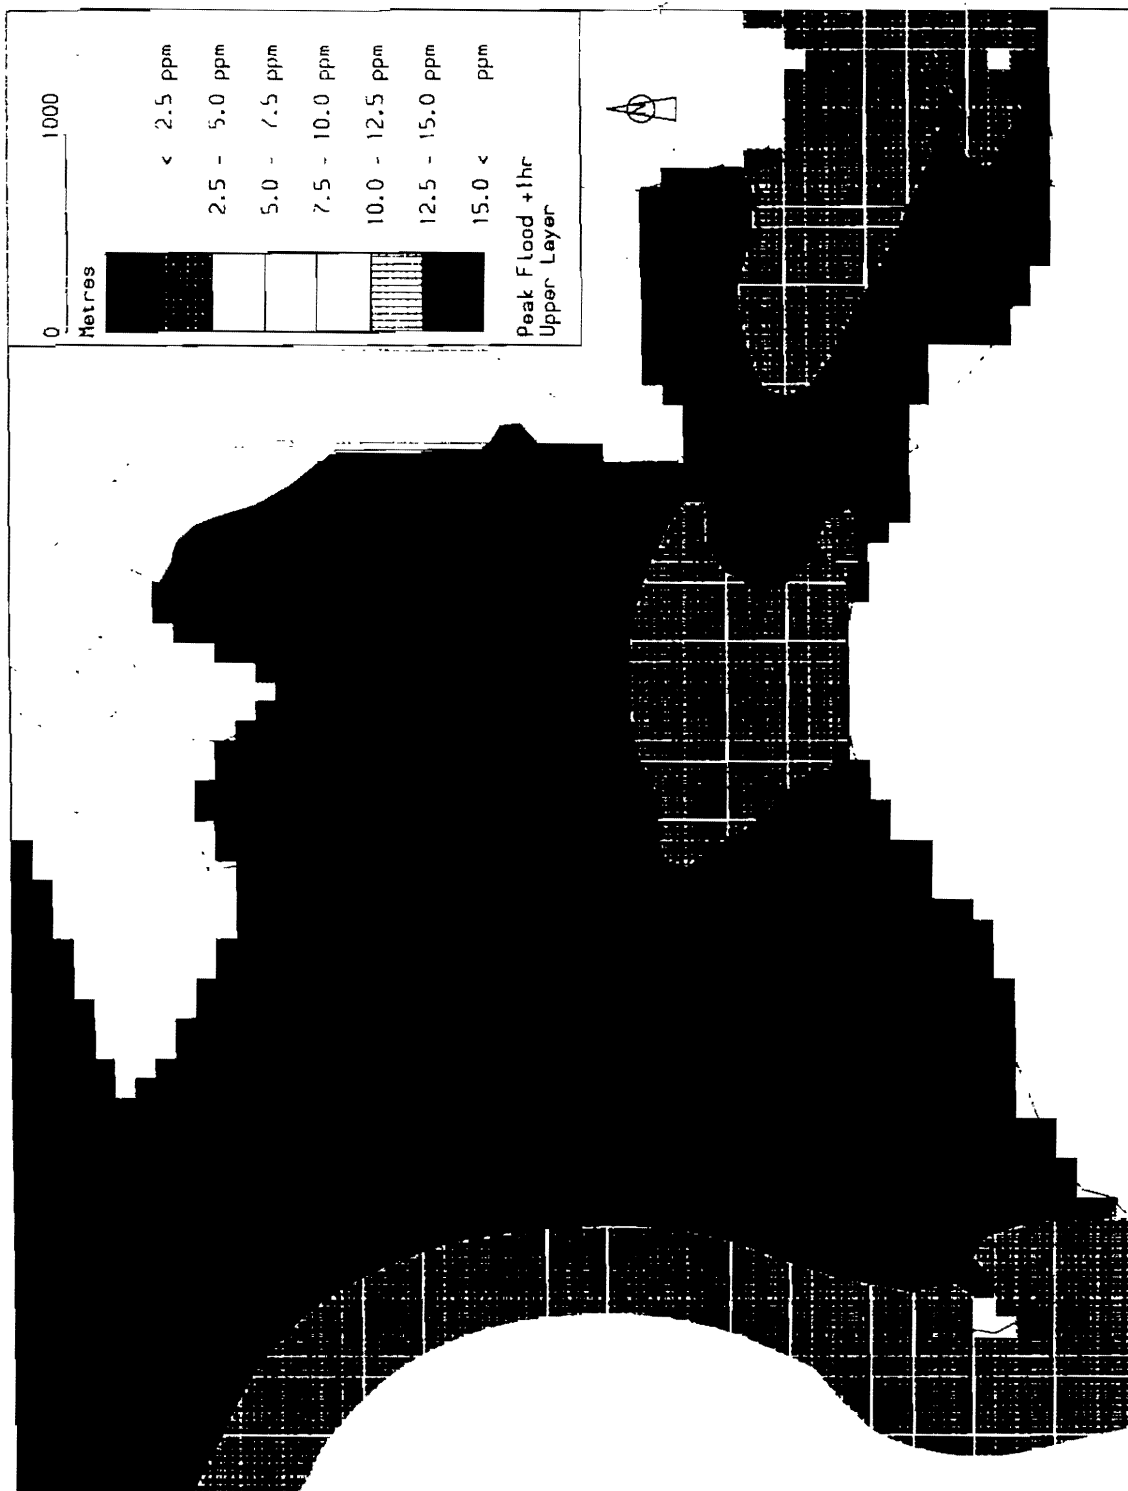 0 1000
Metres
< 2.5 ppm
2.5 - 5.0 ppm
5.0 - 7.5 ppm
7.5 - 10.0 ppm
10.0 - 12.5 ppm
12.5 - 15.0 ppm
15.0 < ppm
Peak Flood +1hr
Upper Layer
N